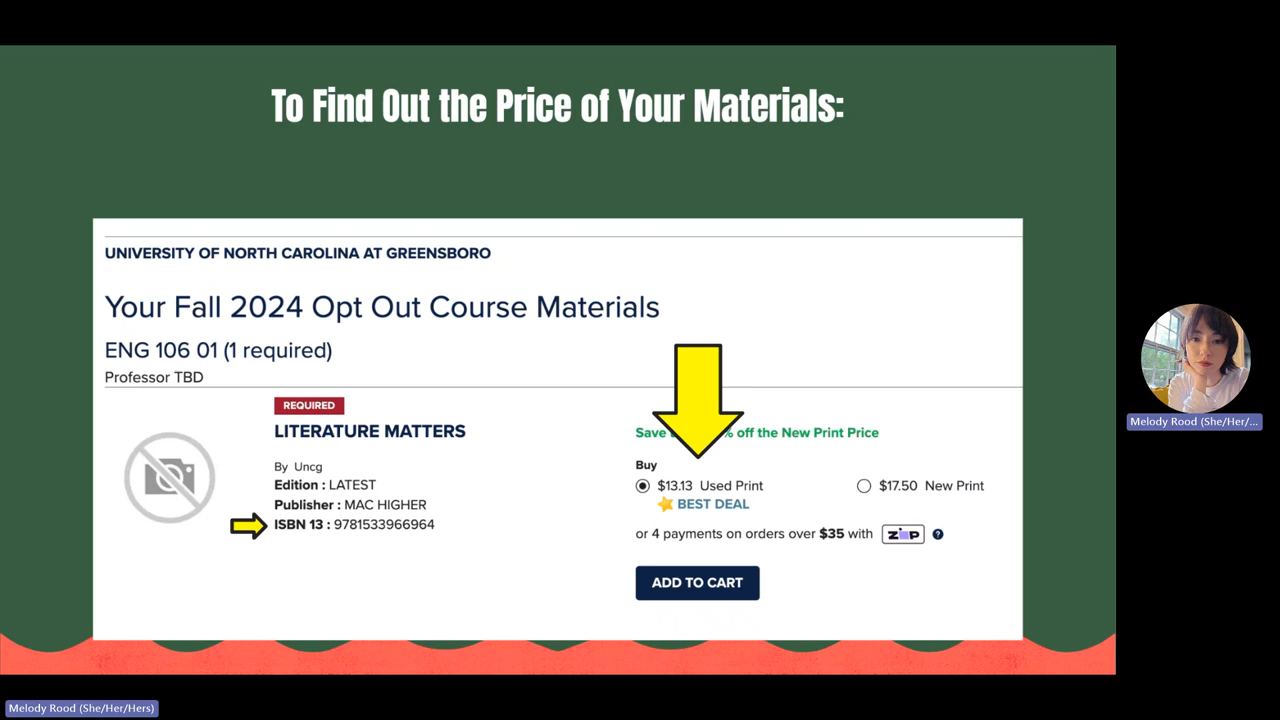 To Find Out the Price of Your Materials:
UNIVERSITY OF NORTH CAROLINA AT GREENSBORO
Your Fall 2024 Opt Out Course Materials
ENG 106 01 (1 required)
Professor TBD
REQUIRED
LITERATURE MATTERS
By Uncg
Edition : LATEST
Publisher : MAC HIGHER
ISBN 13 : 9781533966964
Save % off the New Print Price
Buy
$13.13 Used Print
BEST DEAL
$17.50 New Print
or 4 payments on orders over $35 with zip ?
ADD TO CART
Melody Rood (She/Her/...
Melody Rood (She/Her/Hers)